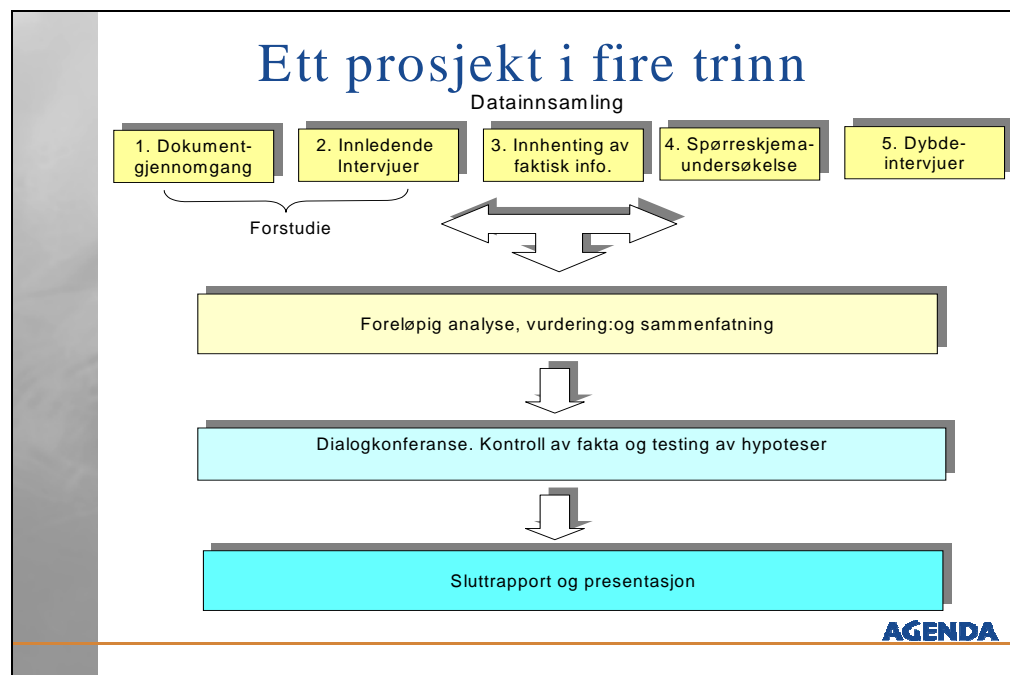 Ett prosjekt i fire trinn
Datainnsamling
1. Dokument-
gjennomgang
2. Innledende
Intervjuer
3. Innhenting av
faktisk info.
4. Spørreskjema-
undersøkelse
5. Dybde-
intervjuer
Forstudie
Foreløpig analyse, vurdering:og sammenfatning
Dialogkonferanse. Kontroll av fakta og testing av hypoteser
Sluttrapport og presentasjon
AGENDA